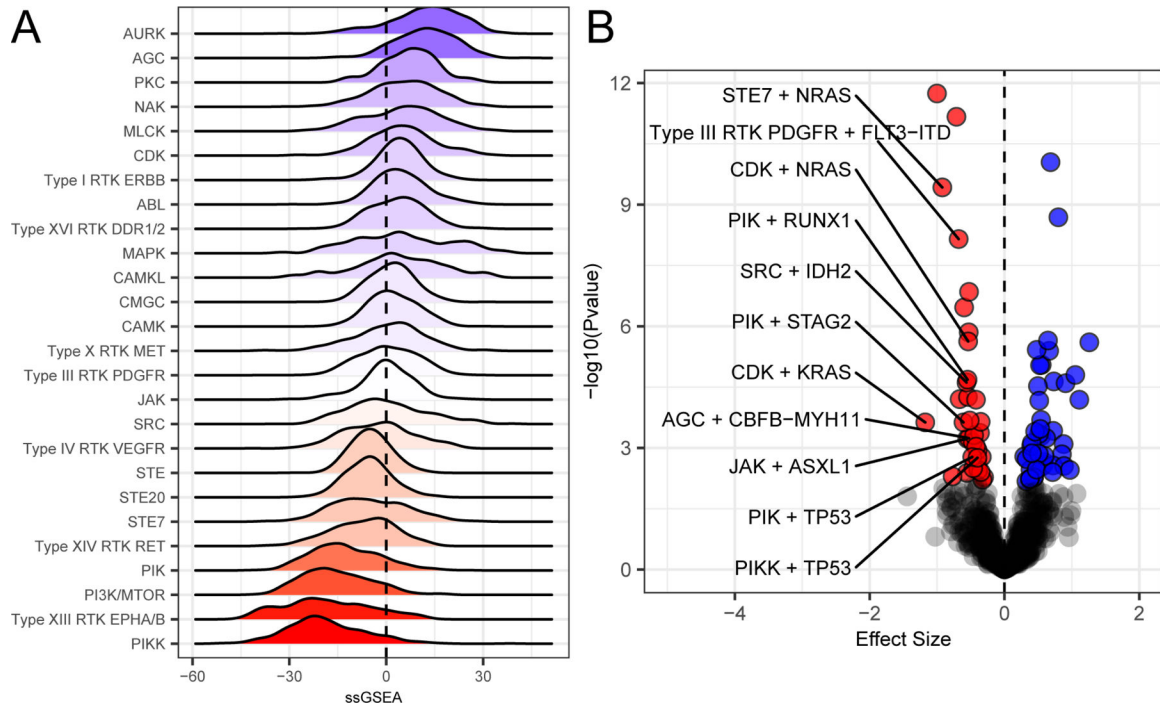 A
AURK
AGC
PKC
NAK
MLCK
CDK
Type I RTK ERBB
ABL
Type XVI RTK DDR1/2
MAPK
CAMKL
CMGC
CAMK
Type X RTK MET
Type III RTK PDGFR
JAK
SRC
Type IV RTK VEGFR
STE
STE20
STE7
Type XIV RTK RET
PIK
PI3K/MTOR
Type XIII RTK EPHA/B
PIKK
−60
−30
0
30
ssGSEA
B
12
9
6
3
0
−log10(Pvalue)
STE7 + NRAS
Type III RTK PDGFR + FLT3−ITD
CDK + NRAS
PIK + RUNX1
SRC + IDH2
PIK + STAG2
CDK + KRAS
AGC + CBFB−MYH11
JAK + ASXL1
PIK + TP53
PIKK + TP53
−4
−2
0
2
Effect Size